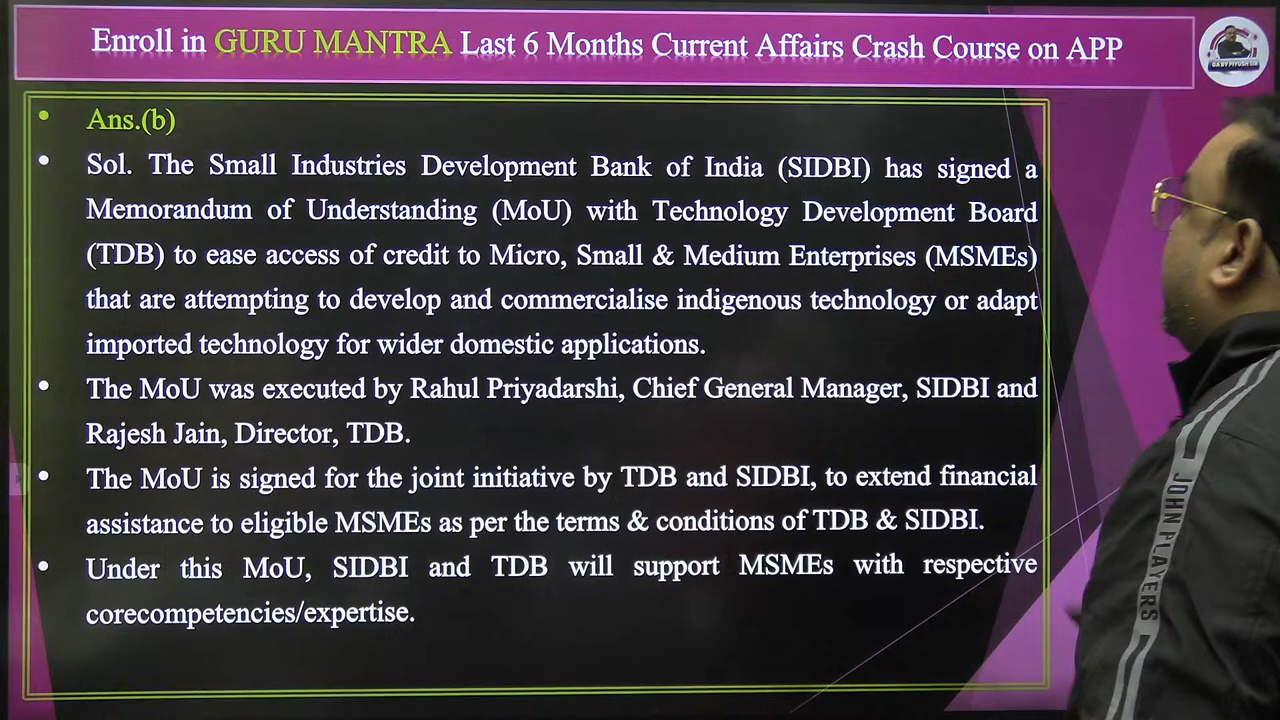 Enroll in GURU MANTRA Last 6 Months Current Affairs Crash Course on APP
GA BY PIYUSH SIR
• Ans.(b)
• Sol. The Small Industries Development Bank of India (SIDBI) has signed a
Memorandum of Understanding (MoU) with Technology Development Board
(TDB) to ease access of credit to Micro, Small & Medium Enterprises (MSMEs)
that are attempting to develop and commercialise indigenous technology or adapt
imported technology for wider domestic applications.
• The MoU was executed by Rahul Priyadarshi, Chief General Manager, SIDBI and
Rajesh Jain, Director, TDB.
• The MoU is signed for the joint initiative by TDB and SIDBI, to extend financial
assistance to eligible MSMEs as per the terms & conditions of TDB & SIDBI.
• Under this MoU, SIDBI and TDB will support MSMEs with respective
corecompetencies/expertise.
JOHN PLAYERS